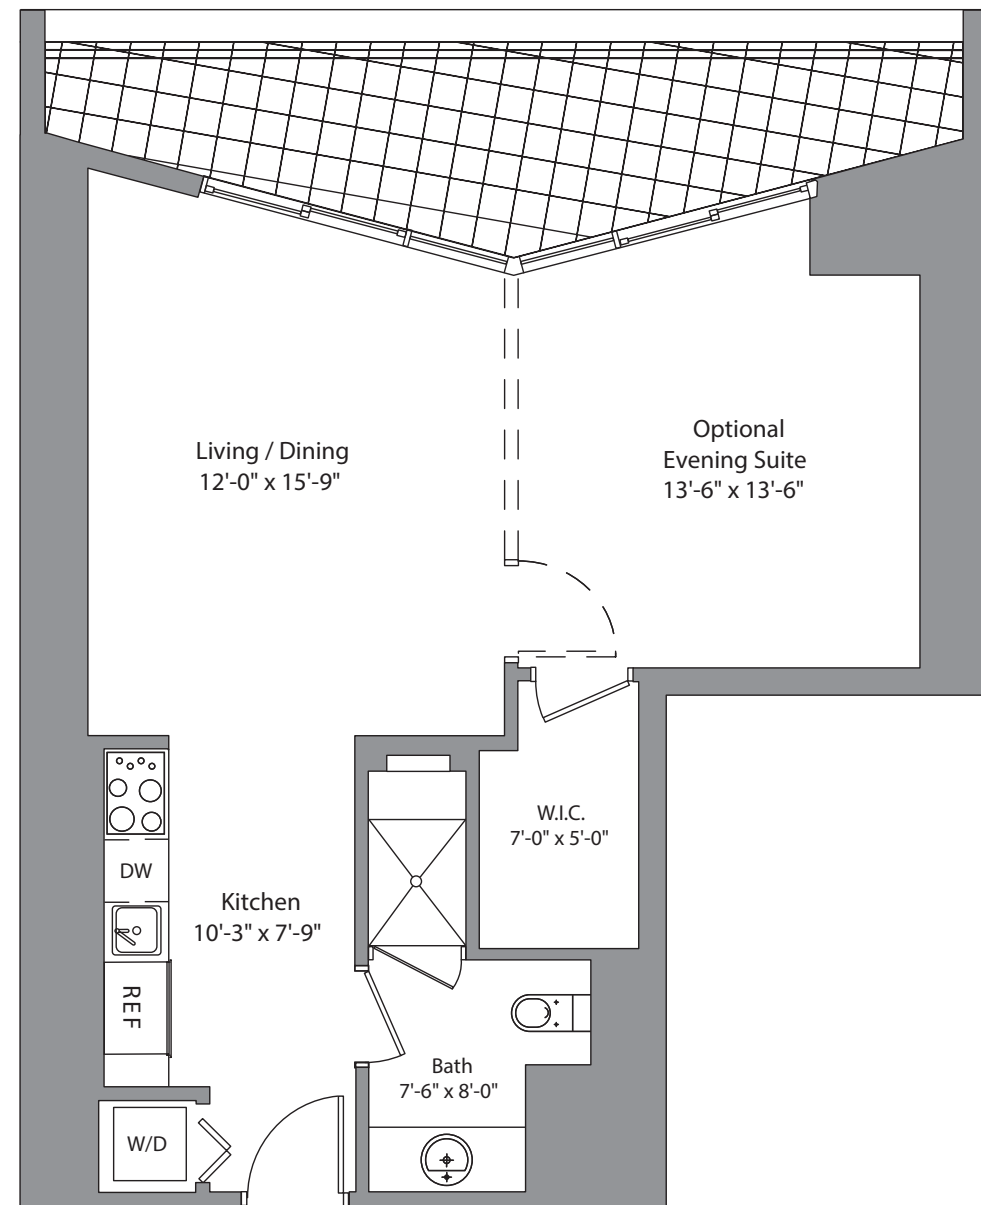 Living / Dining
12'-0" x 15'-9"
Optional
Evening Suite
13'-6" x 13'-6"
W.I.C.
7'-0" x 5'-0"
DW
Kitchen
10'-3" x 7'-9"
REF
Bath
7'-6" x 8'-0"
W/D